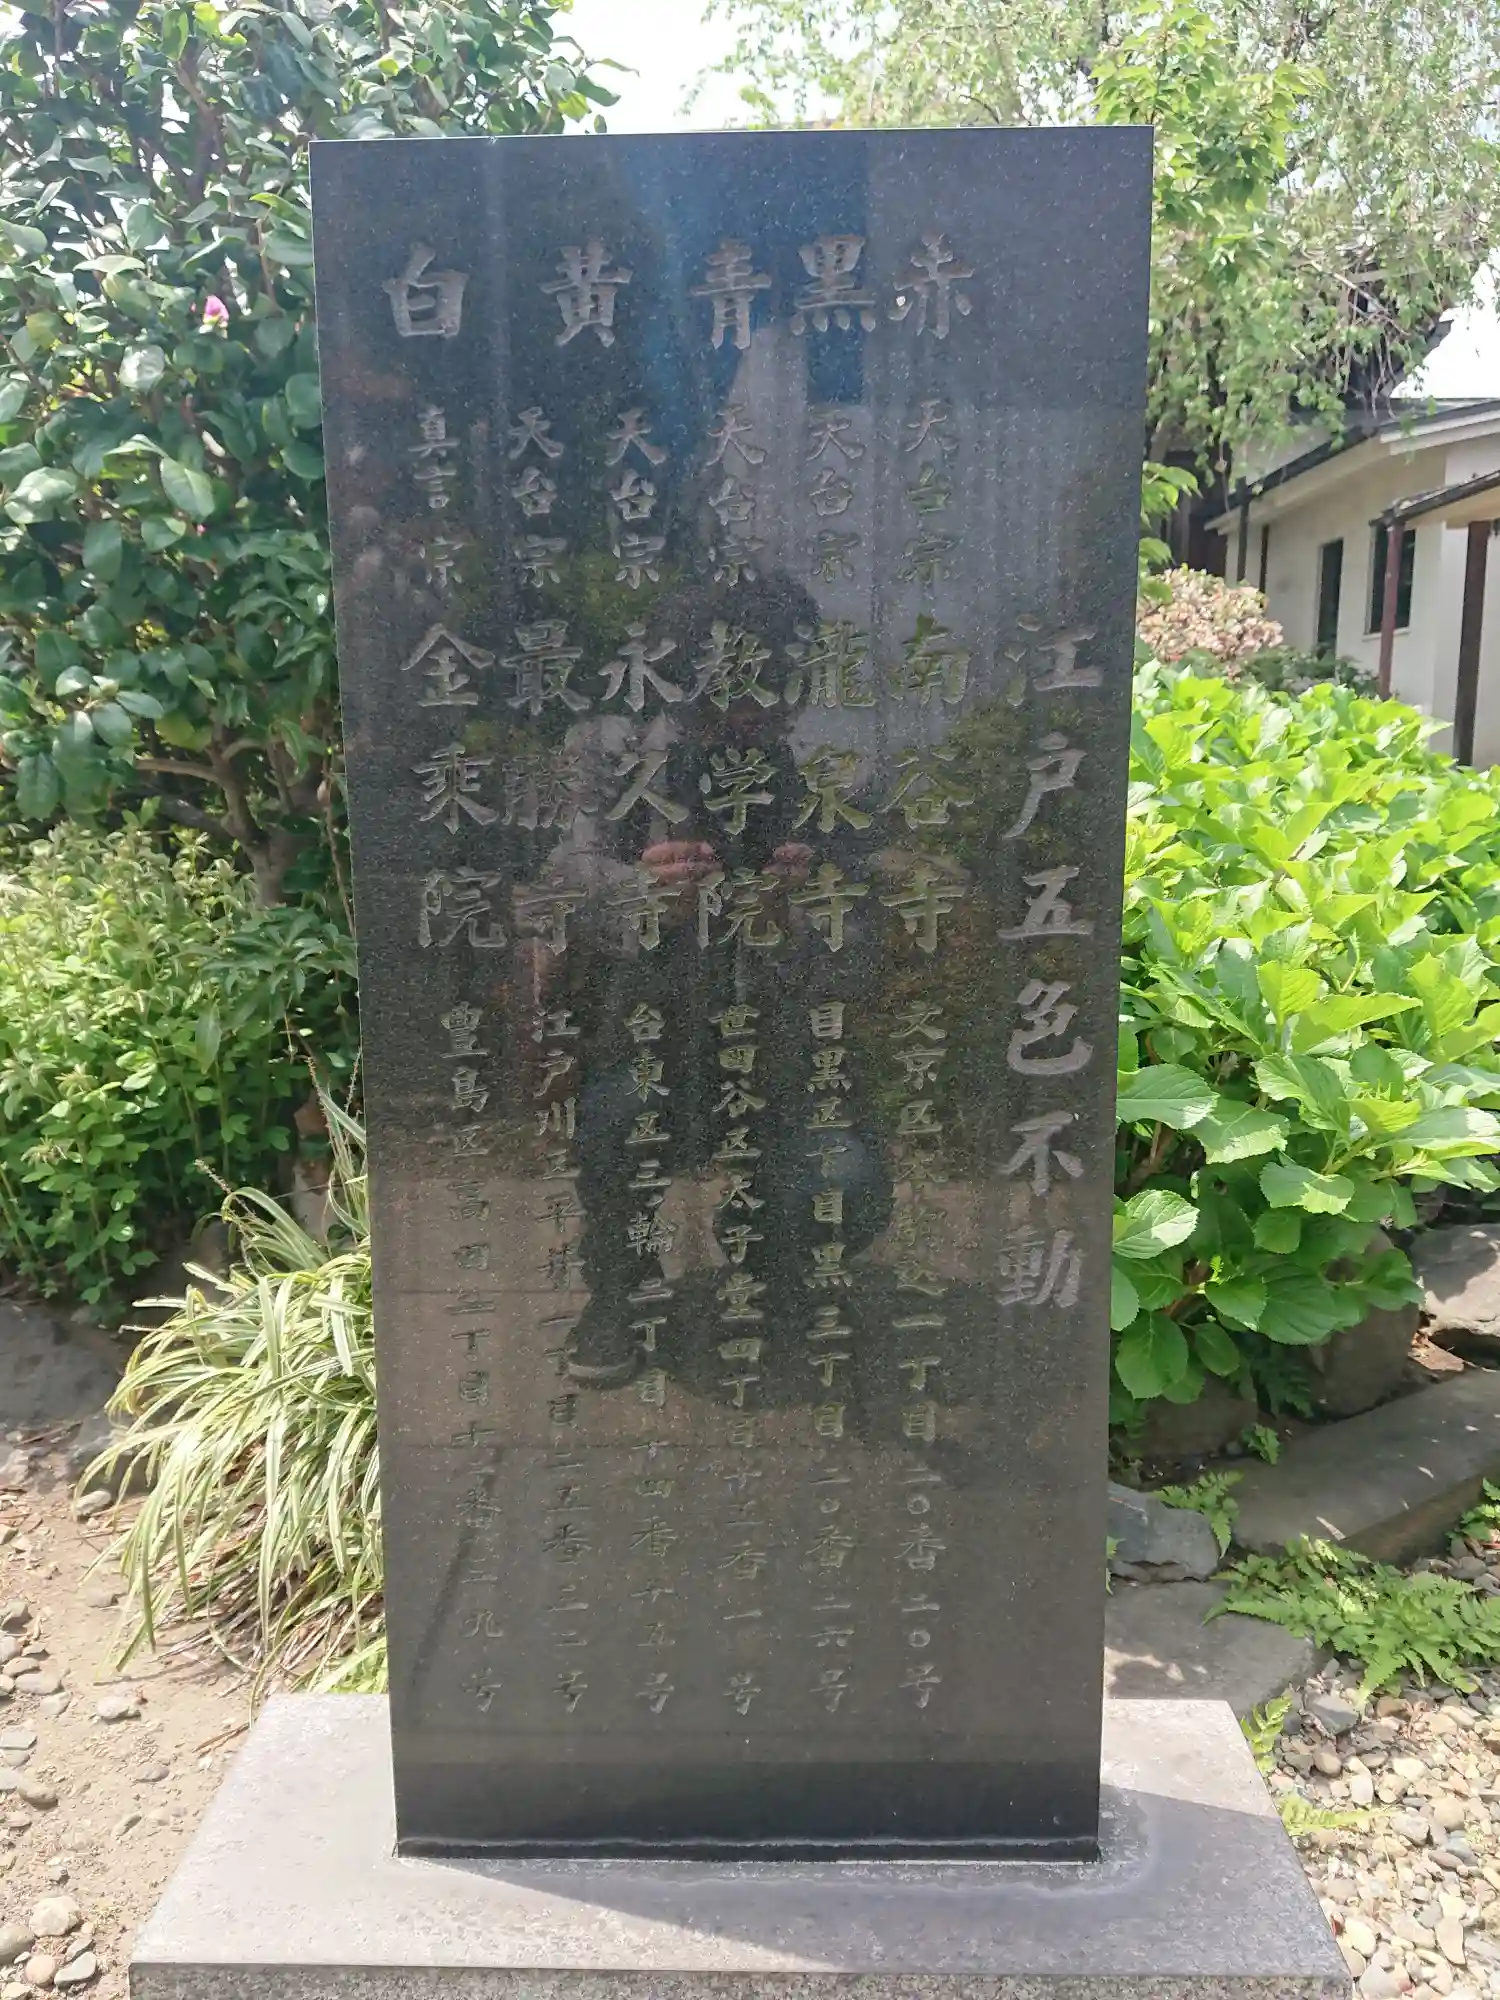 江戸五色不動
赤 天台宗 南谷寺 文京区本駒込一丁目二〇番二〇号
黒 天台宗 瀧泉寺 目黒区下目黒三丁目二〇番二六号
青 天台宗 教学院 世田谷区太子堂四丁目十五番一号
黄 天台宗 永久寺 台東区三ノ輪二丁目十四番十五号
天台宗 最勝寺 江戸川区平井一丁目二五番三二号
白 真言宗 金乗院 豊島区高田二丁目十二番三九号